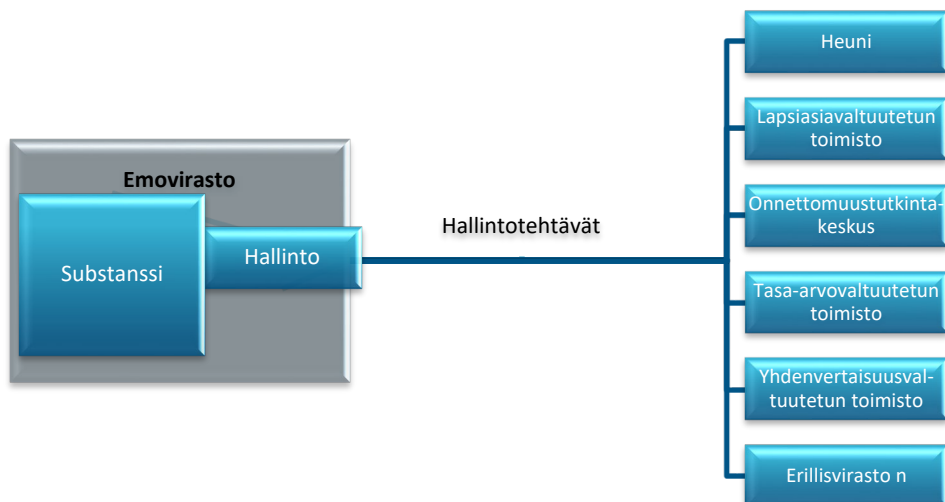 Emovirasto
Substanssi
Hallinto
Hallintotehtävät
Heuni
Lapsiasiavaltuutetun
toimisto
Onnettomuustutkinta-
keskus
Tasa-arvovaltuutetun
toimisto
Yhdenvertaisuusval-
tuutetun toimisto
Erillisvirasto n